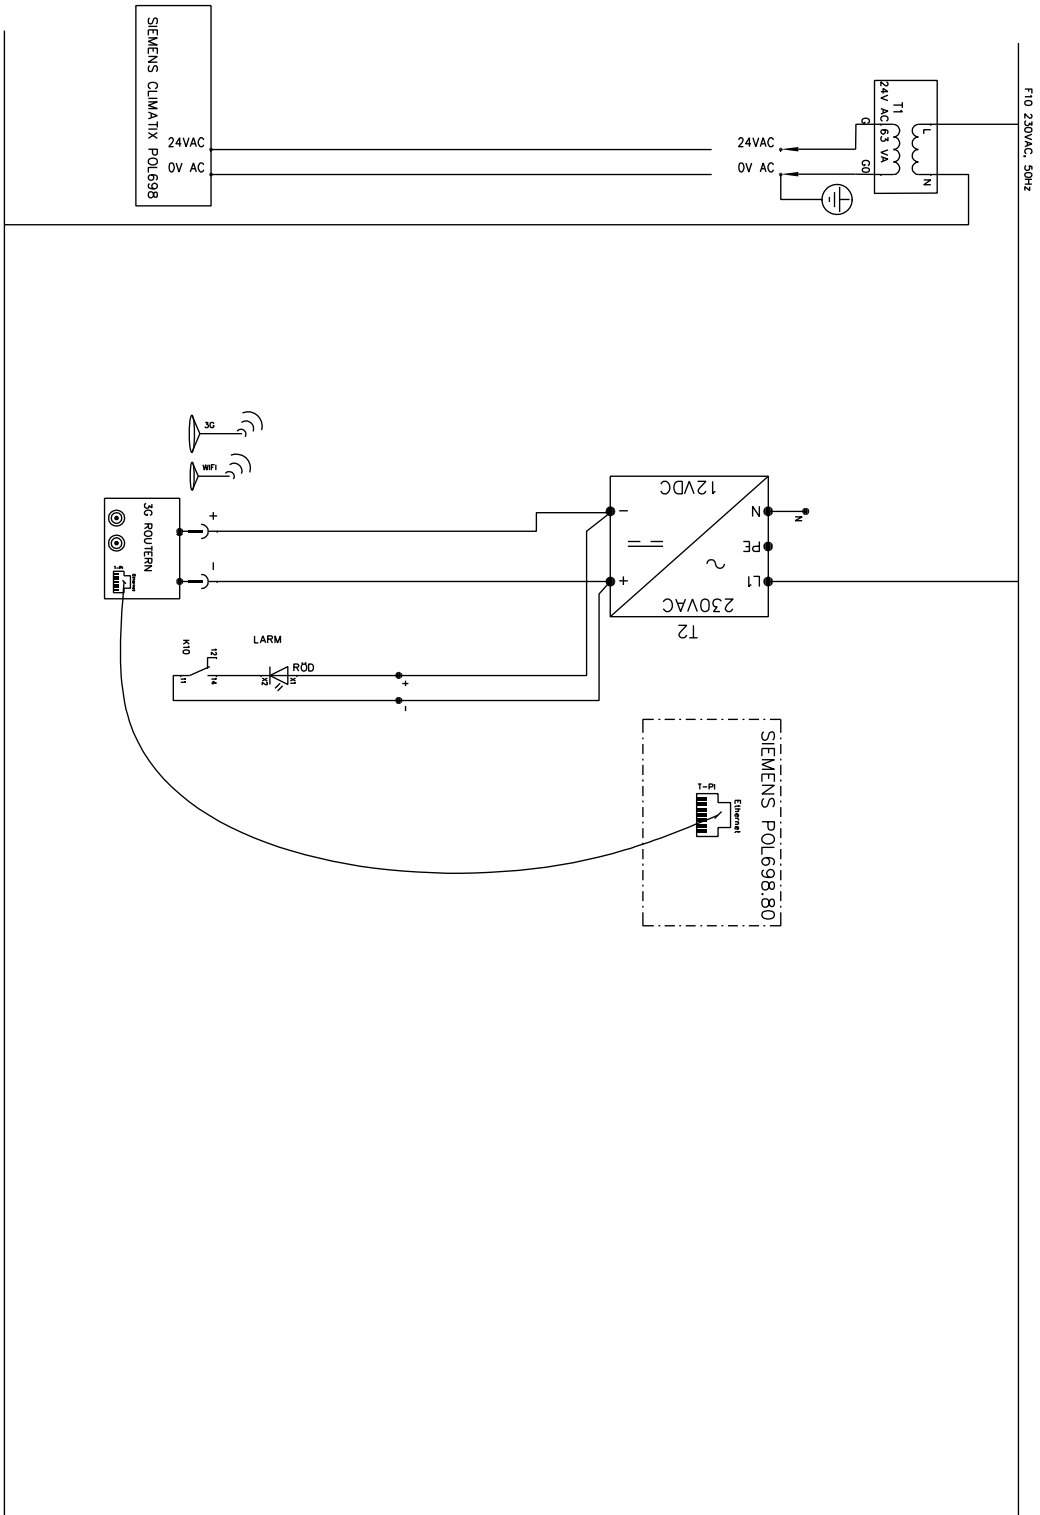 F10 230VAC, 50Hz
T1
24V AC 63 VA
L
N
G
G0
24VAC
0V AC
24VAC
0V AC
SIEMENS CLIMATIX POL698
3G
WIFI
3G ROUTERN
+
-
Ethernet
12VDC
230VAC
T2
-
+
N
PE
L1
N
LARM
RÖD
K10
12
11
14
X2
X1
+
-
SIEMENS POL698.80
T-PI
Ethernet